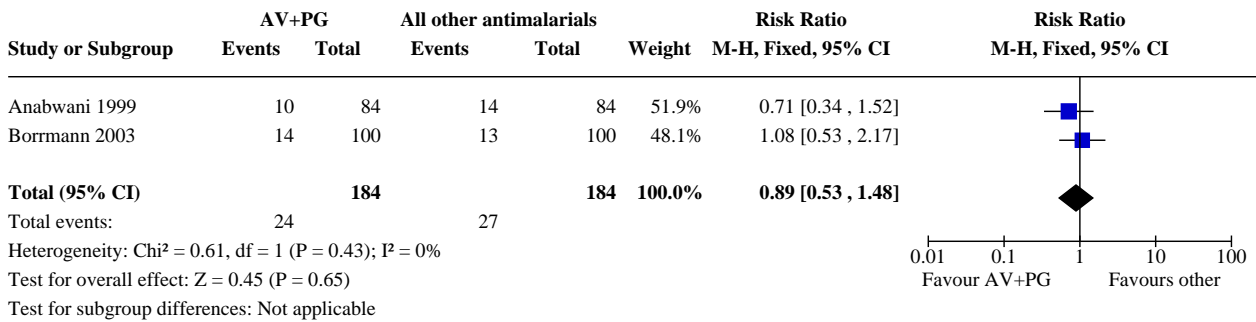 AV+PG All other antimalarials Risk Ratio Risk Ratio
Study or Subgroup Events Total Events Total Weight M-H, Fixed, 95% CI M-H, Fixed, 95% CI
Anabwani 1999 10 84 14 84 51.9% 0.71 [0.34 , 1.52]
Borrmann 2003 14 100 13 100 48.1% 1.08 [0.53 , 2.17]
Total (95% CI) 184 184 100.0% 0.89 [0.53 , 1.48]
Total events: 24 27
Heterogeneity: Chi² = 0.61, df = 1 (P = 0.43); I² = 0%
Test for overall effect: Z = 0.45 (P = 0.65)
Test for subgroup differences: Not applicable
0.01 0.1 1 10 100
Favour AV+PG Favours other